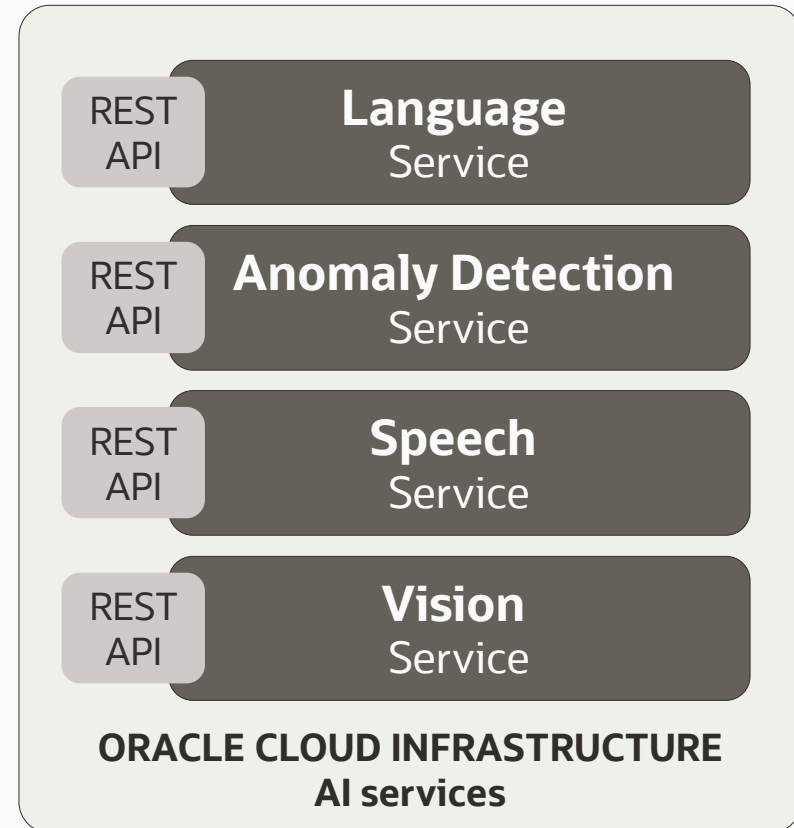 REST
API
Language
Service
REST
API
Anomaly Detection
Service
REST
API
Speech
Service
REST
API
Vision
Service
ORACLE CLOUD INFRASTRUCTURE
AI services